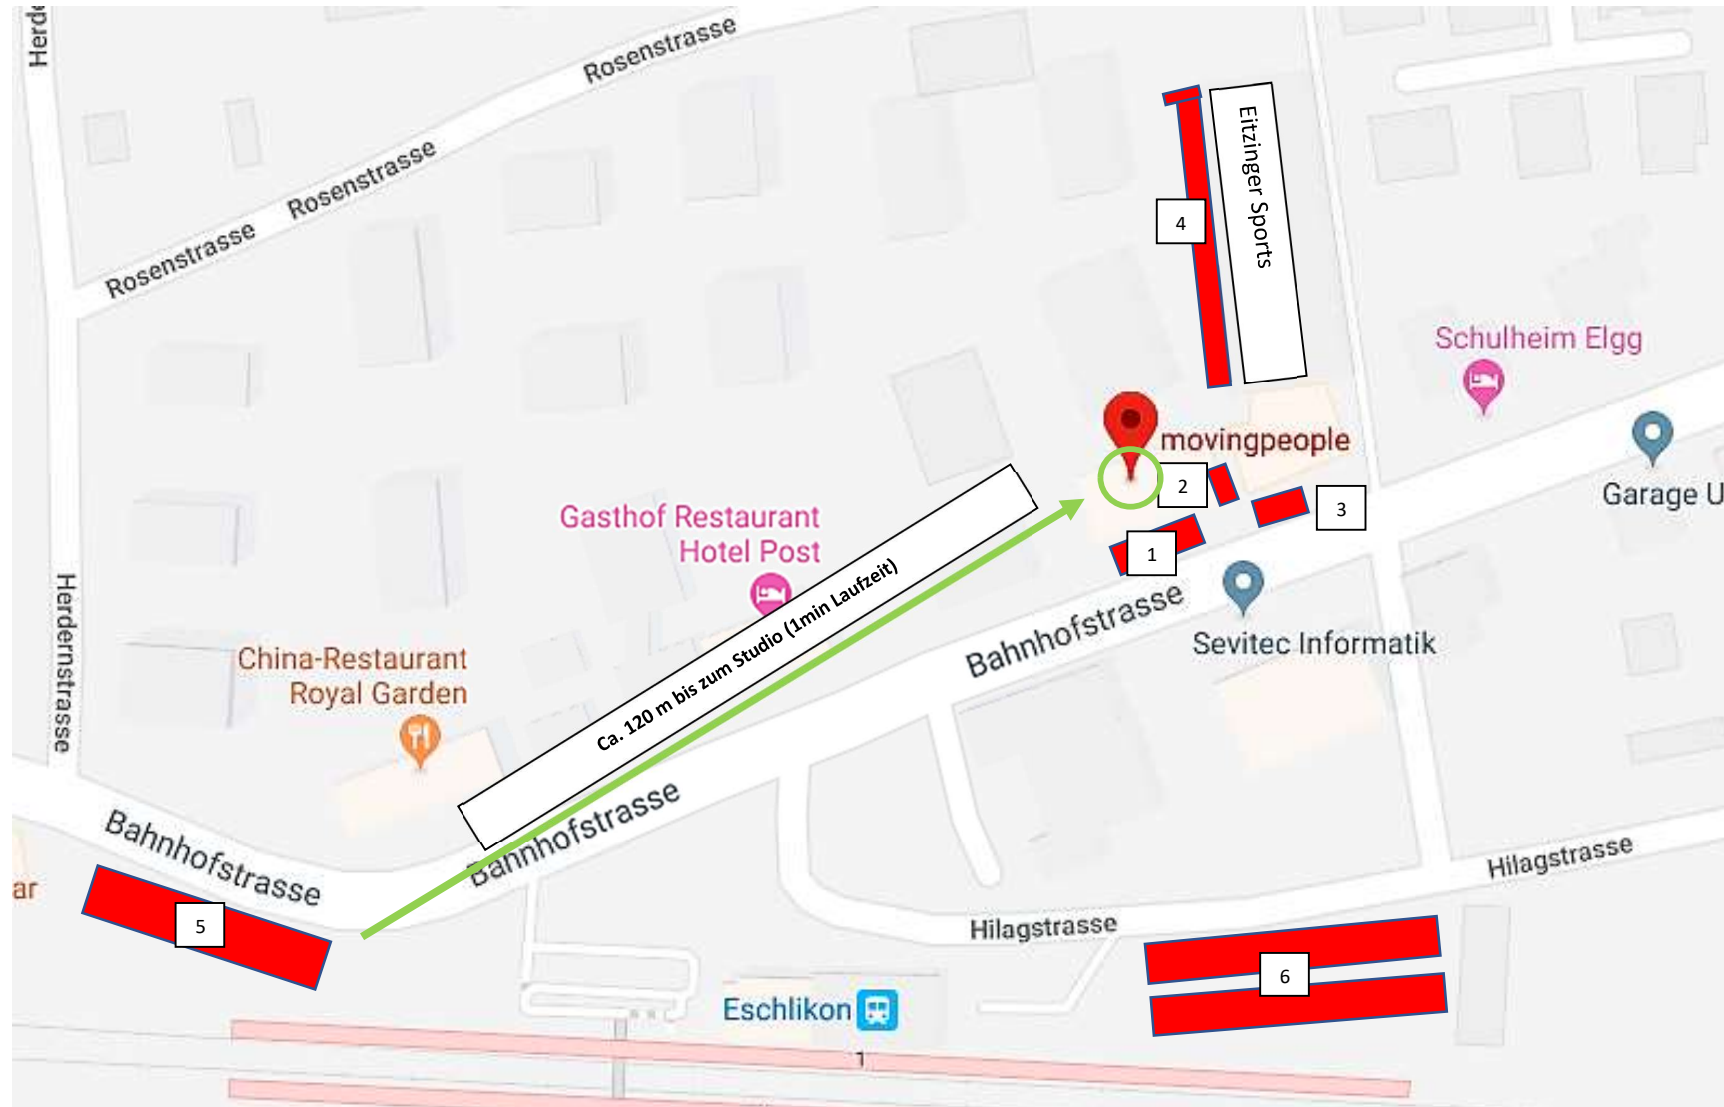 Herde
Rosenstrasse
Rosenstrasse
Rosenstrasse
Eitzinger Sports
4
Schulheim Elgg
movingpeople
2
3
1
Garage U
Gasthof Restaurant
Hotel Post
Ca. 120 m bis zum Studio (1min Laufzeit)
Herdernstrasse
Bahnhofstrasse
Sevitec Informatik
China-Restaurant
Royal Garden
Bahnhofstrasse
Bahnhofstrasse
ar
5
Hilagstrasse
Hilagstrasse
6
Eschlikon
1